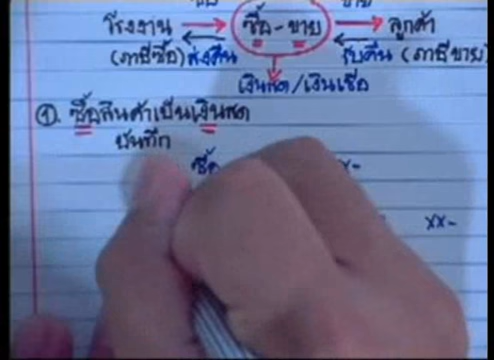 โรงงาน ซื้อ - ขาย ลูกค้า
(ภาษีซื้อ) ส่งคืน รับคืน (ภาษีขาย)
เงินสด/เงินเชื่อ
①. ซื้อสินค้าเป็นเงินสด
บันทึก
ซื้อ x-
xx-